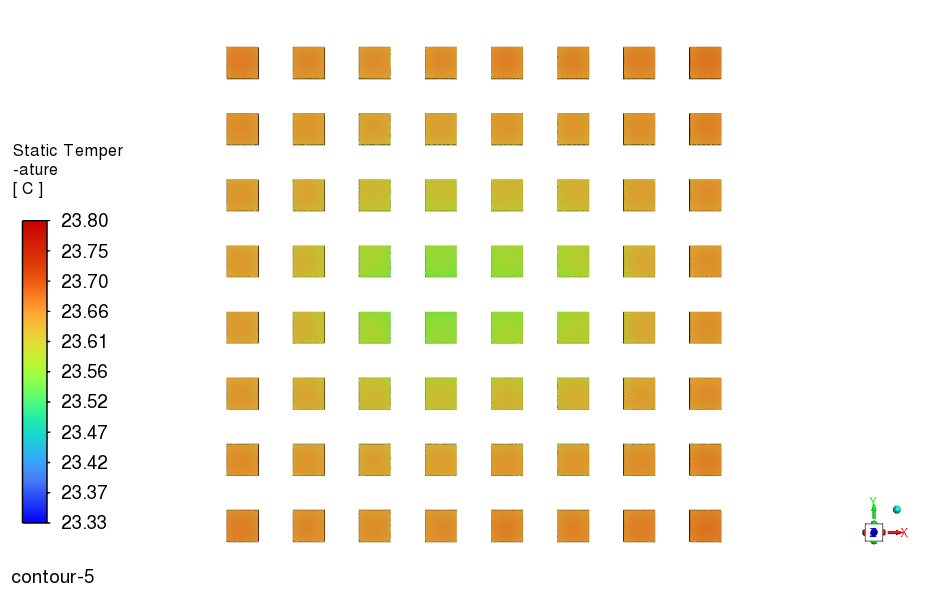 Static Temper
-ature
[ C ]
23.80
23.75
23.70
23.66
23.61
23.56
23.52
23.47
23.42
23.37
23.33
contour-5
Y
Z
X